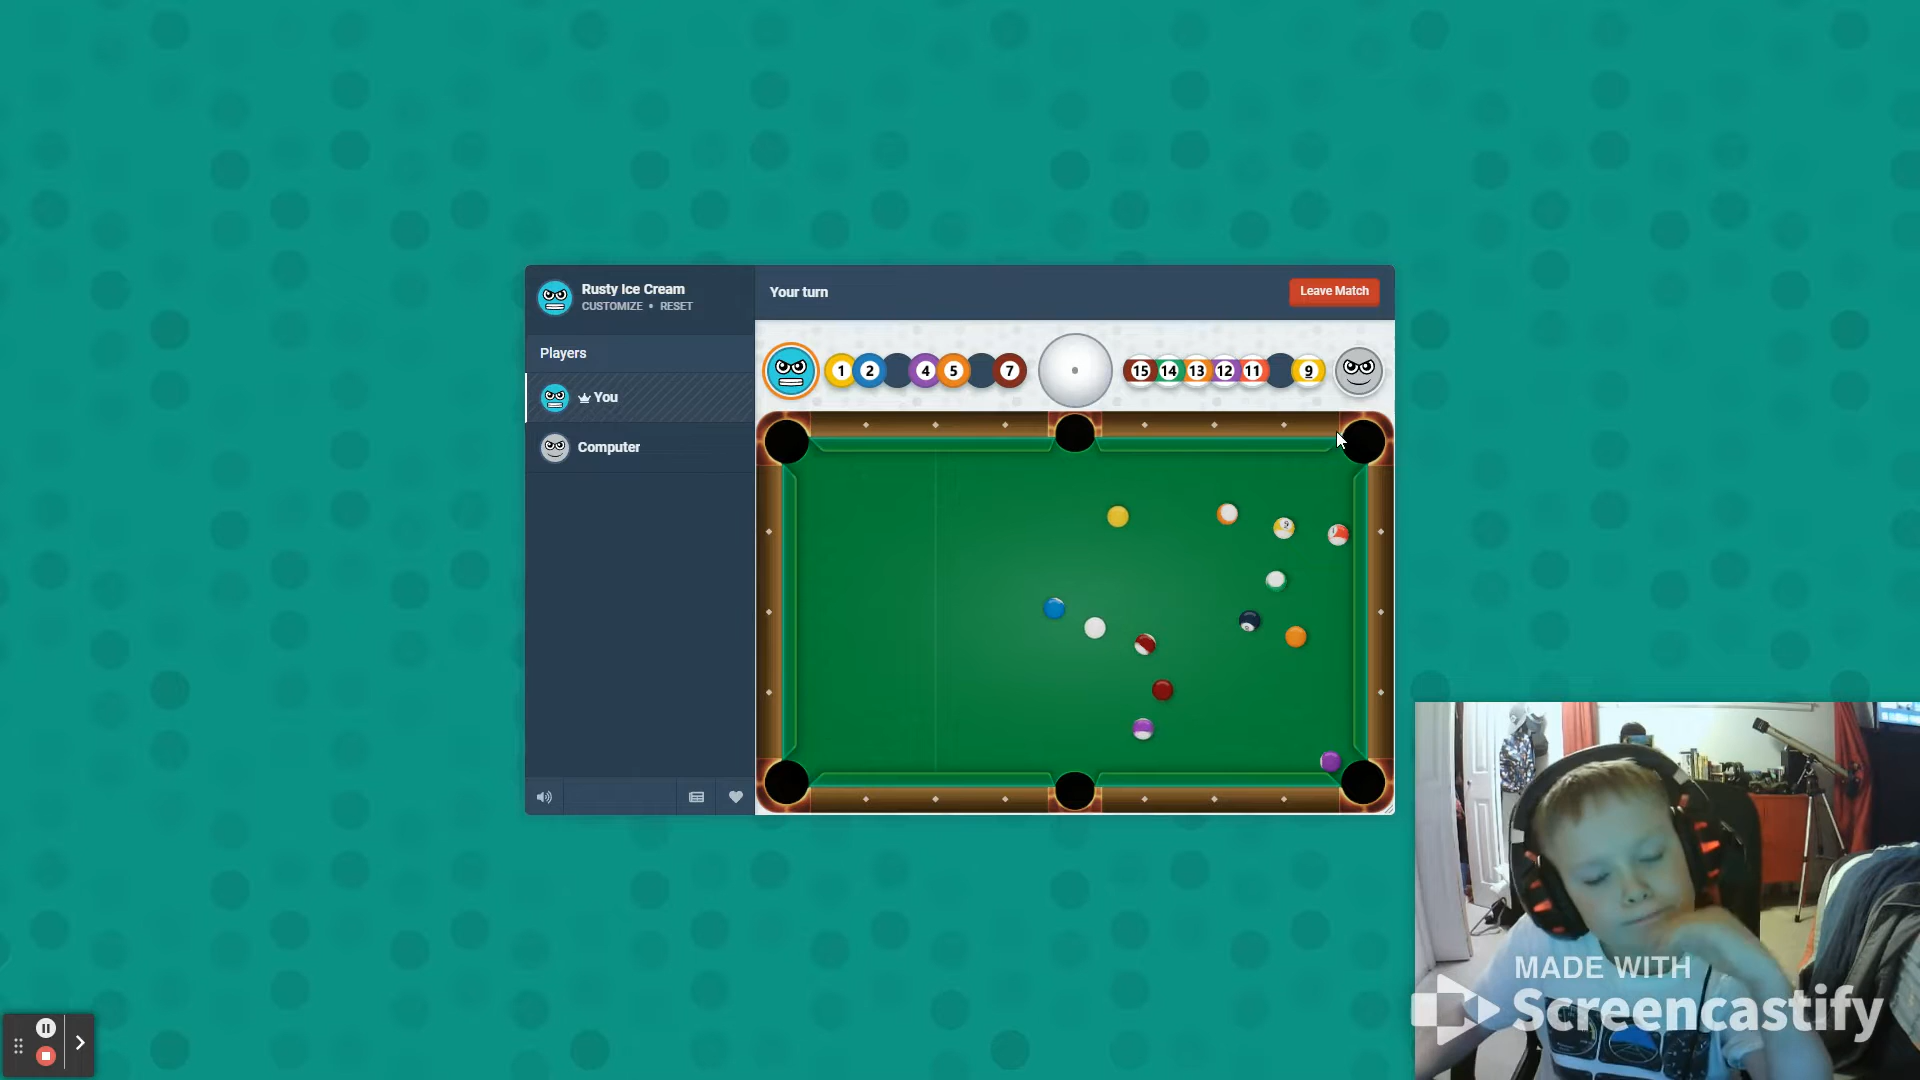 Rusty Ice Cream
CUSTOMIZE • RESET
Your turn
Leave Match
Players
1 2 4 5 7 15 14 13 12 11 9
You
Computer
9
MADE WITH
Screencastify